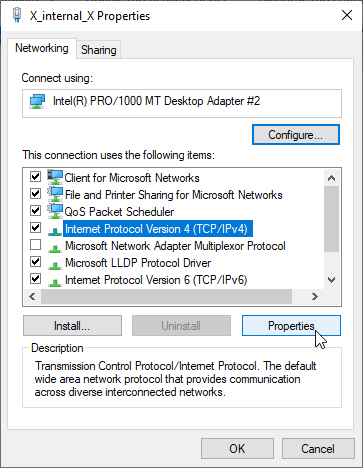 X_internal_X Properties
Networking
Sharing
Connect using:
Intel(R) PRO/1000 MT Desktop Adapter #2
Configure...
This connection uses the following items:
Client for Microsoft Networks
File and Printer Sharing for Microsoft Networks
QoS Packet Scheduler
Internet Protocol Version 4 (TCP/IPv4)
Microsoft Network Adapter Multiplexor Protocol
Microsoft LLDP Protocol Driver
Internet Protocol Version 6 (TCP/IPv6)
Install...
Uninstall
Properties
Description
Transmission Control Protocol/Internet Protocol. The default
wide area network protocol that provides communication
across diverse interconnected networks.
OK
Cancel